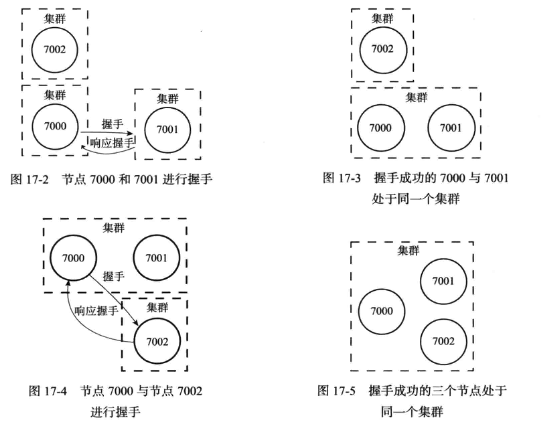 集群
7002
集群
7000
握手
响应握手
集群
7001
图 17-2 节点 7000 和 7001 进行握手
集群
7002
集群
7000
7001
图 17-3 握手成功的 7000 与 7001
处于同一个集群
集群
7000
7001
握手
响应握手
集群
7002
图 17-4 节点 7000 与节点 7002
进行握手
集群
7001
7000
7002
图 17-5 握手成功的三个节点处于
同一个集群